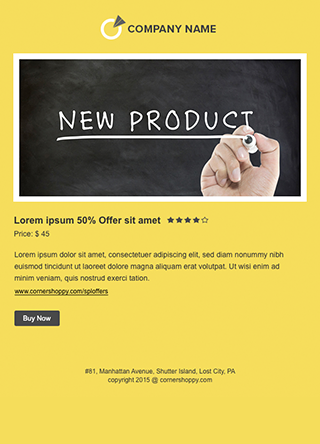 COMPANY NAME
NEW PRODUCT
Lorem ipsum 50% Offer sit amet
Price: $ 45
Lorem ipsum dolor sit amet, consectetuer adipiscing elit, sed diam nonummy nibh
euismod tincidunt ut laoreet dolore magna aliquam erat volutpat. Ut wisi enim ad
minim veniam, quis nostrud exerci tation.
www.cornershoppy.com/sploffers
Buy Now
#81, Manhattan Avenue, Shutter Island, Lost City, PA
copyright 2015 @ cornershoppy.com